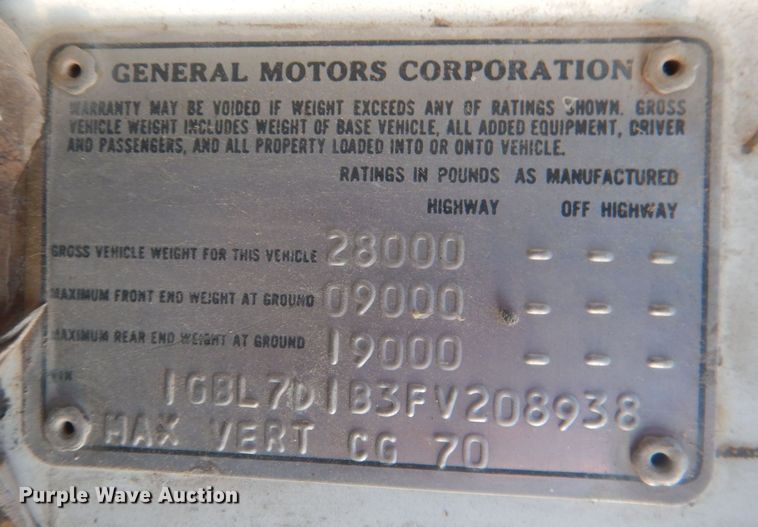 GENERAL MOTORS CORPORATION
WARRANTY MAY BE VOIDED IF WEIGHT EXCEEDS ANY OF RATINGS SHOWN. GROSS
VEHICLE WEIGHT INCLUDES WEIGHT OF BASE VEHICLE, ALL ADDED EQUIPMENT, DRIVER
AND PASSENGERS, AND ALL PROPERTY LOADED INTO OR ONTO VEHICLE.
RATINGS IN POUNDS AS MANUFACTURED
HIGHWAY OFF HIGHWAY
GROSS VEHICLE WEIGHT FOR THIS VEHICLE 28000 - - -
MAXIMUM FRONT END WEIGHT AT GROUND 09000 - - -
MAXIMUM REAR END WEIGHT AT GROUND 19000 - - -
VIN 1GBL7D1B3FV208938
MAX VERT CG 70
Purple Wave Auction